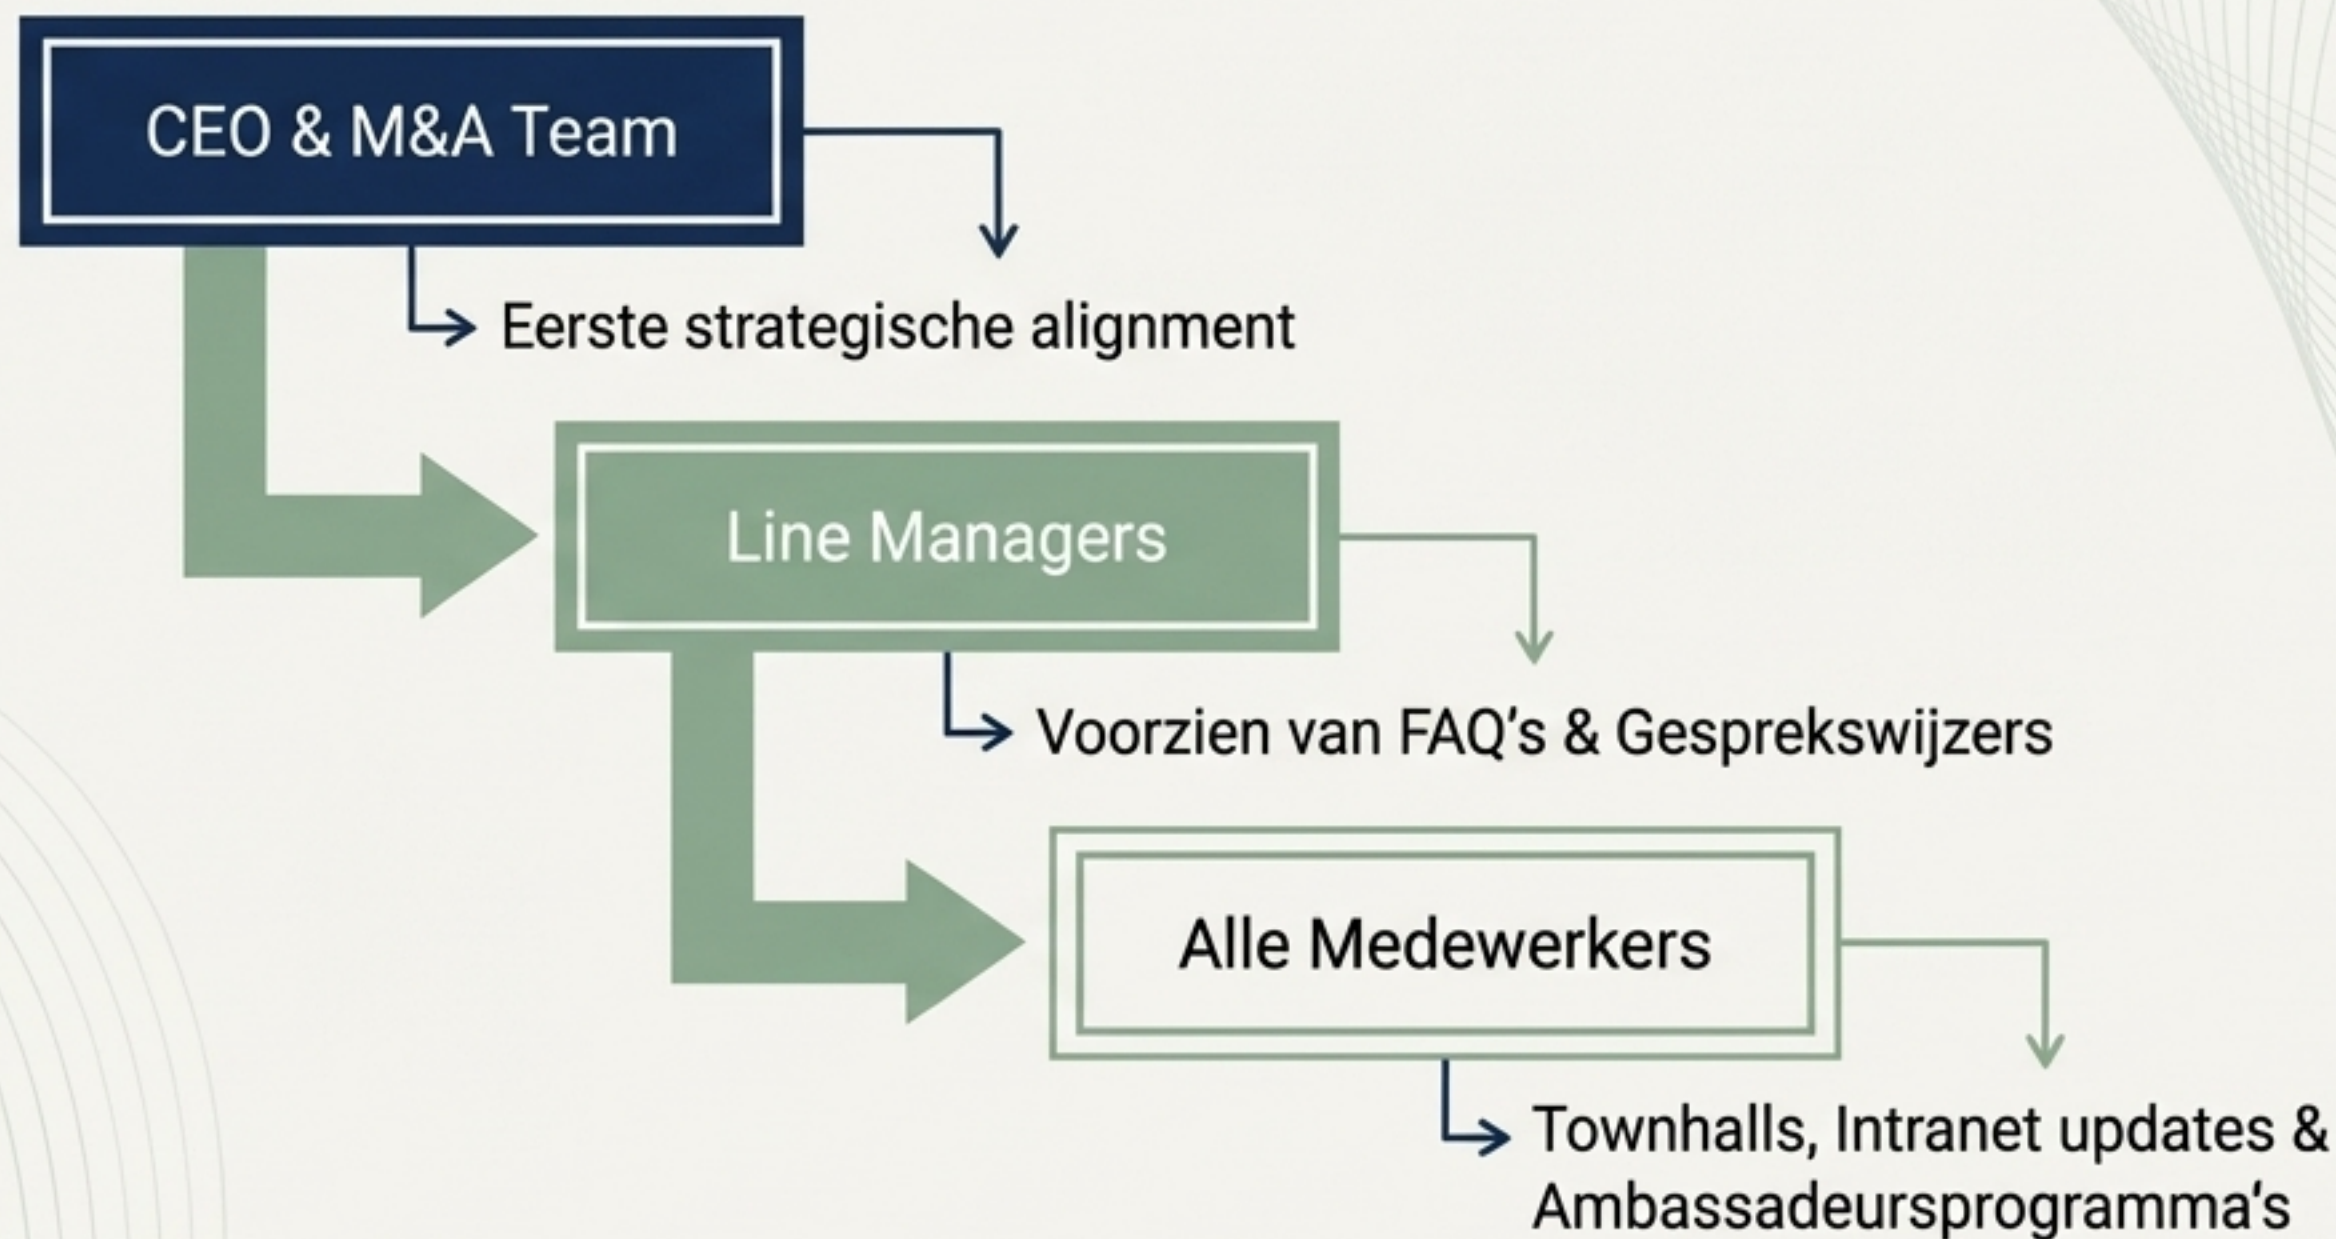 CEO & M&A Team
Eerste strategische alignment
Line Managers
Voorzien van FAQ’s & Gesprekswijzers
Alle Medewerkers
Townhalls, Intranet updates &
Ambassadeursprogramma‘s